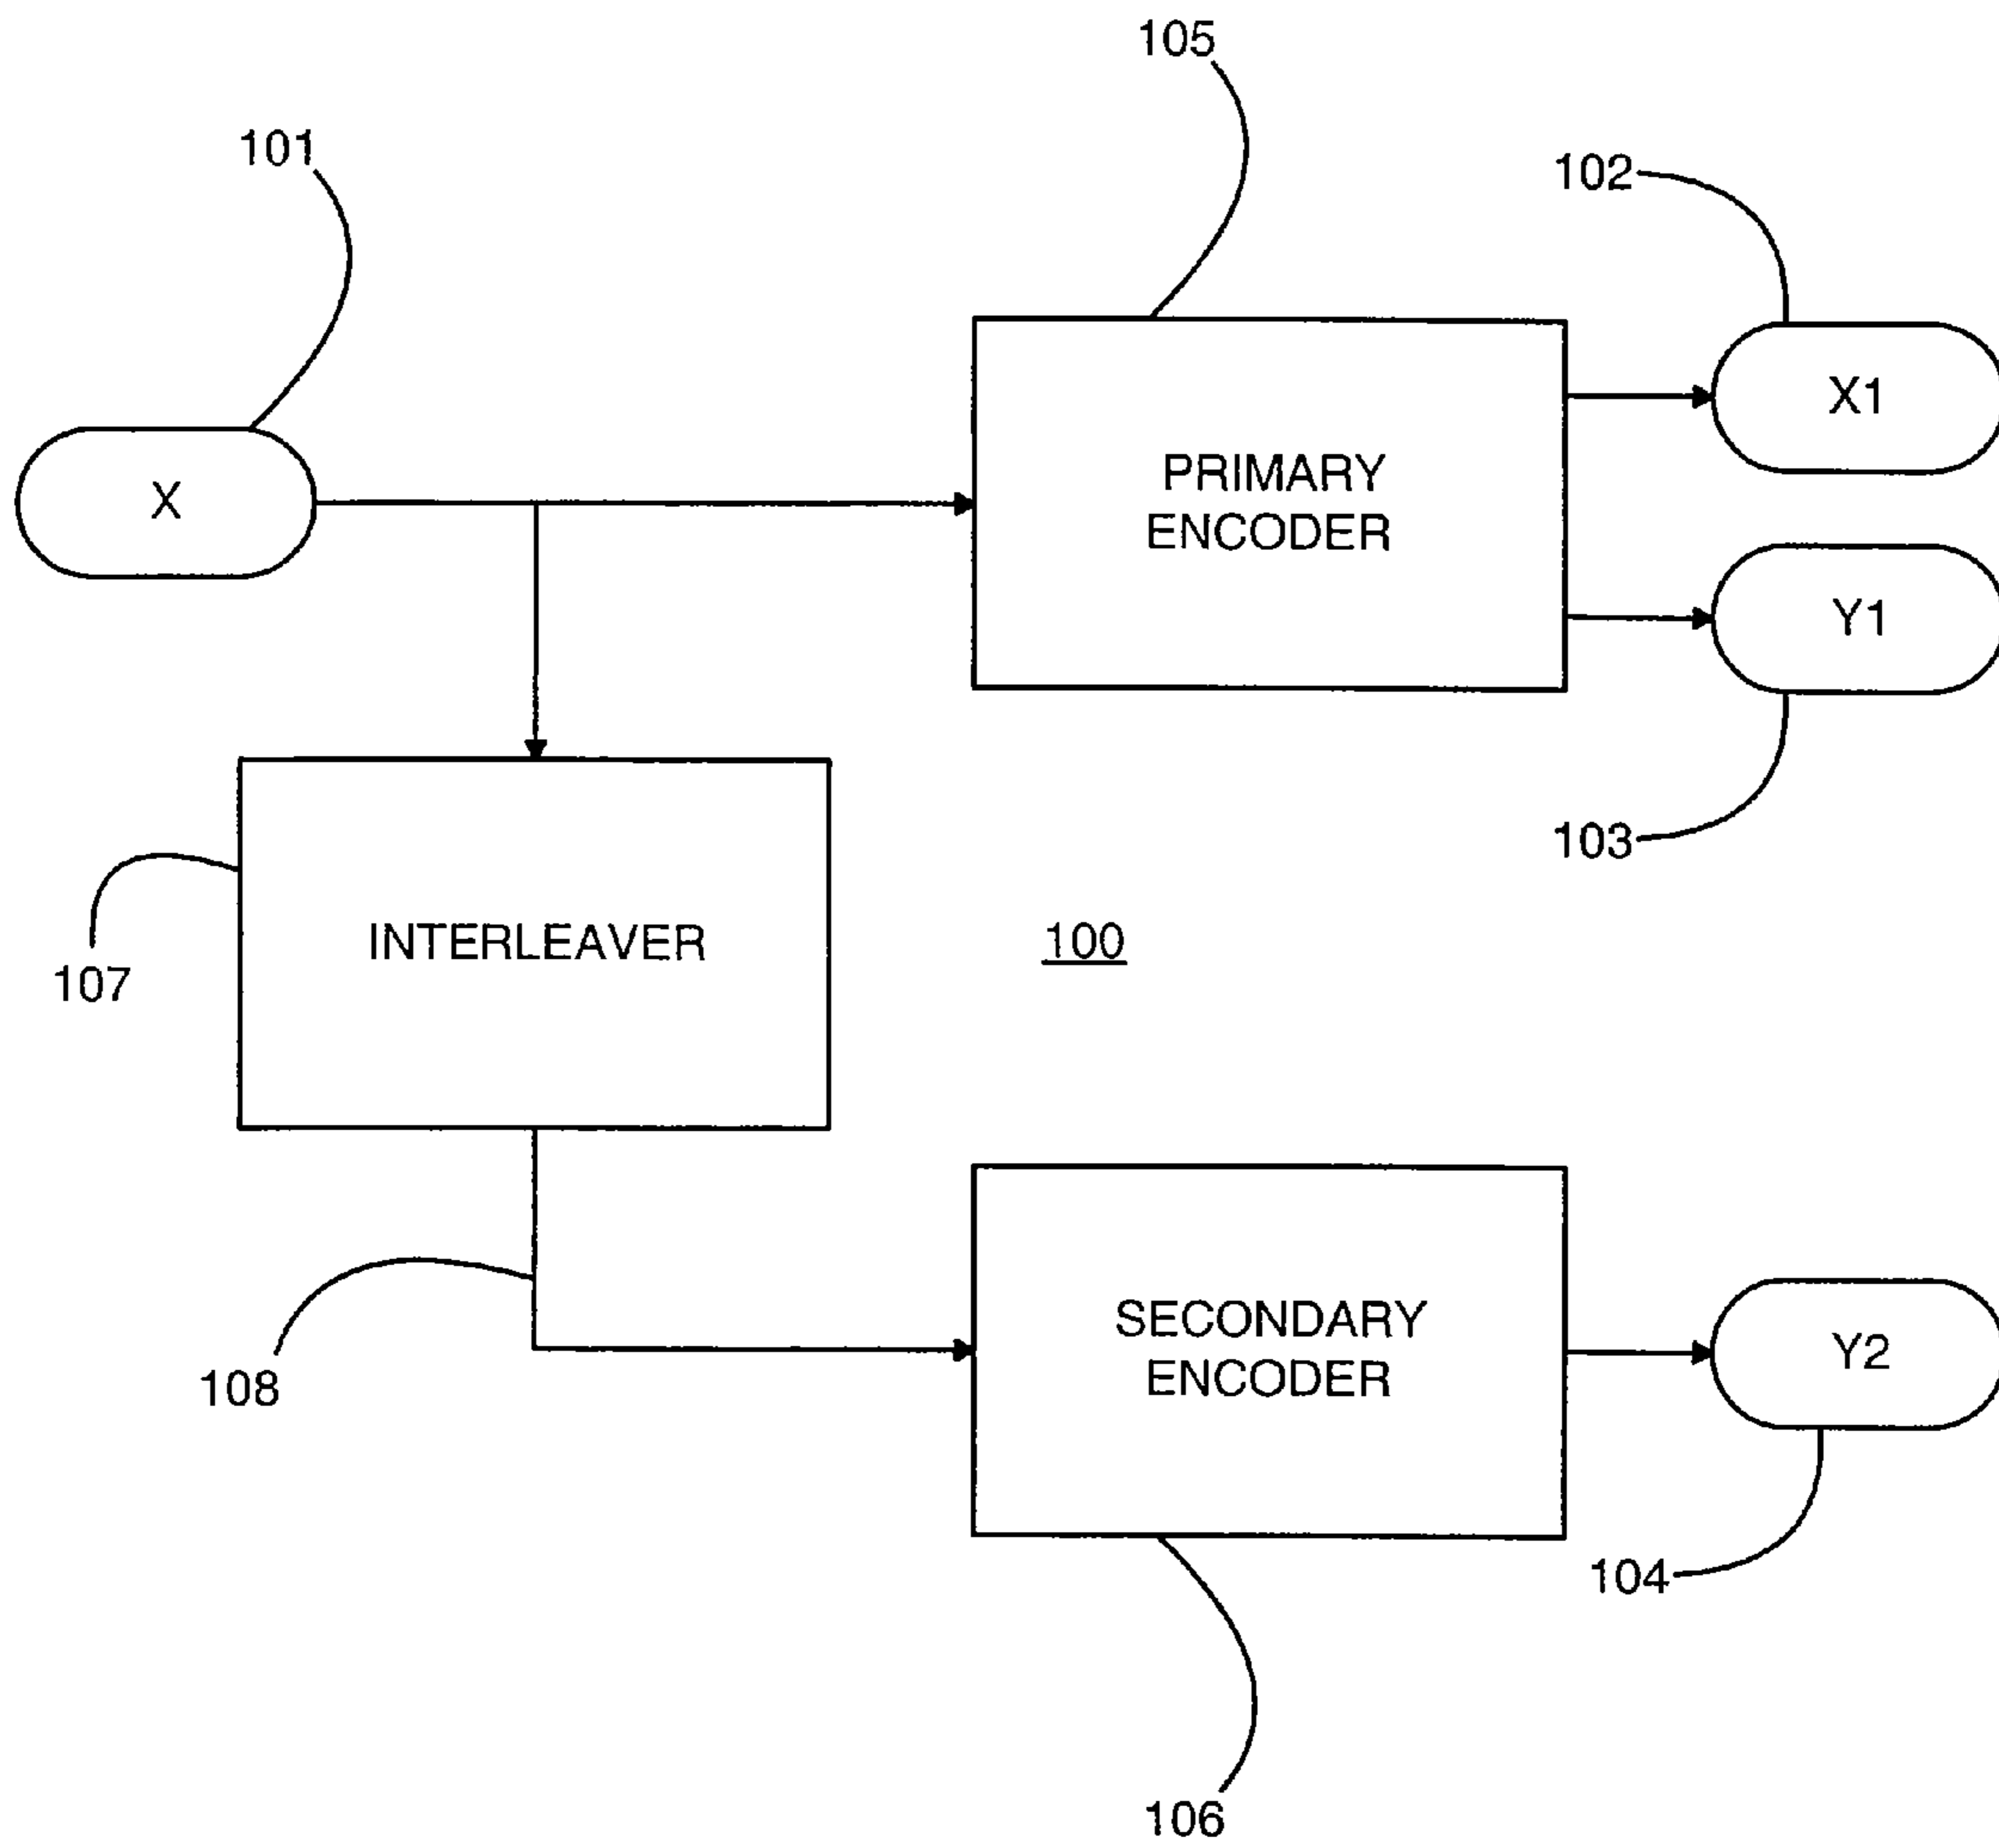 105
101
102
X1
PRIMARY
ENCODER
X
Y1
103
INTERLEAVER
100
107
SECONDARY
ENCODER
Y2
108
104
106